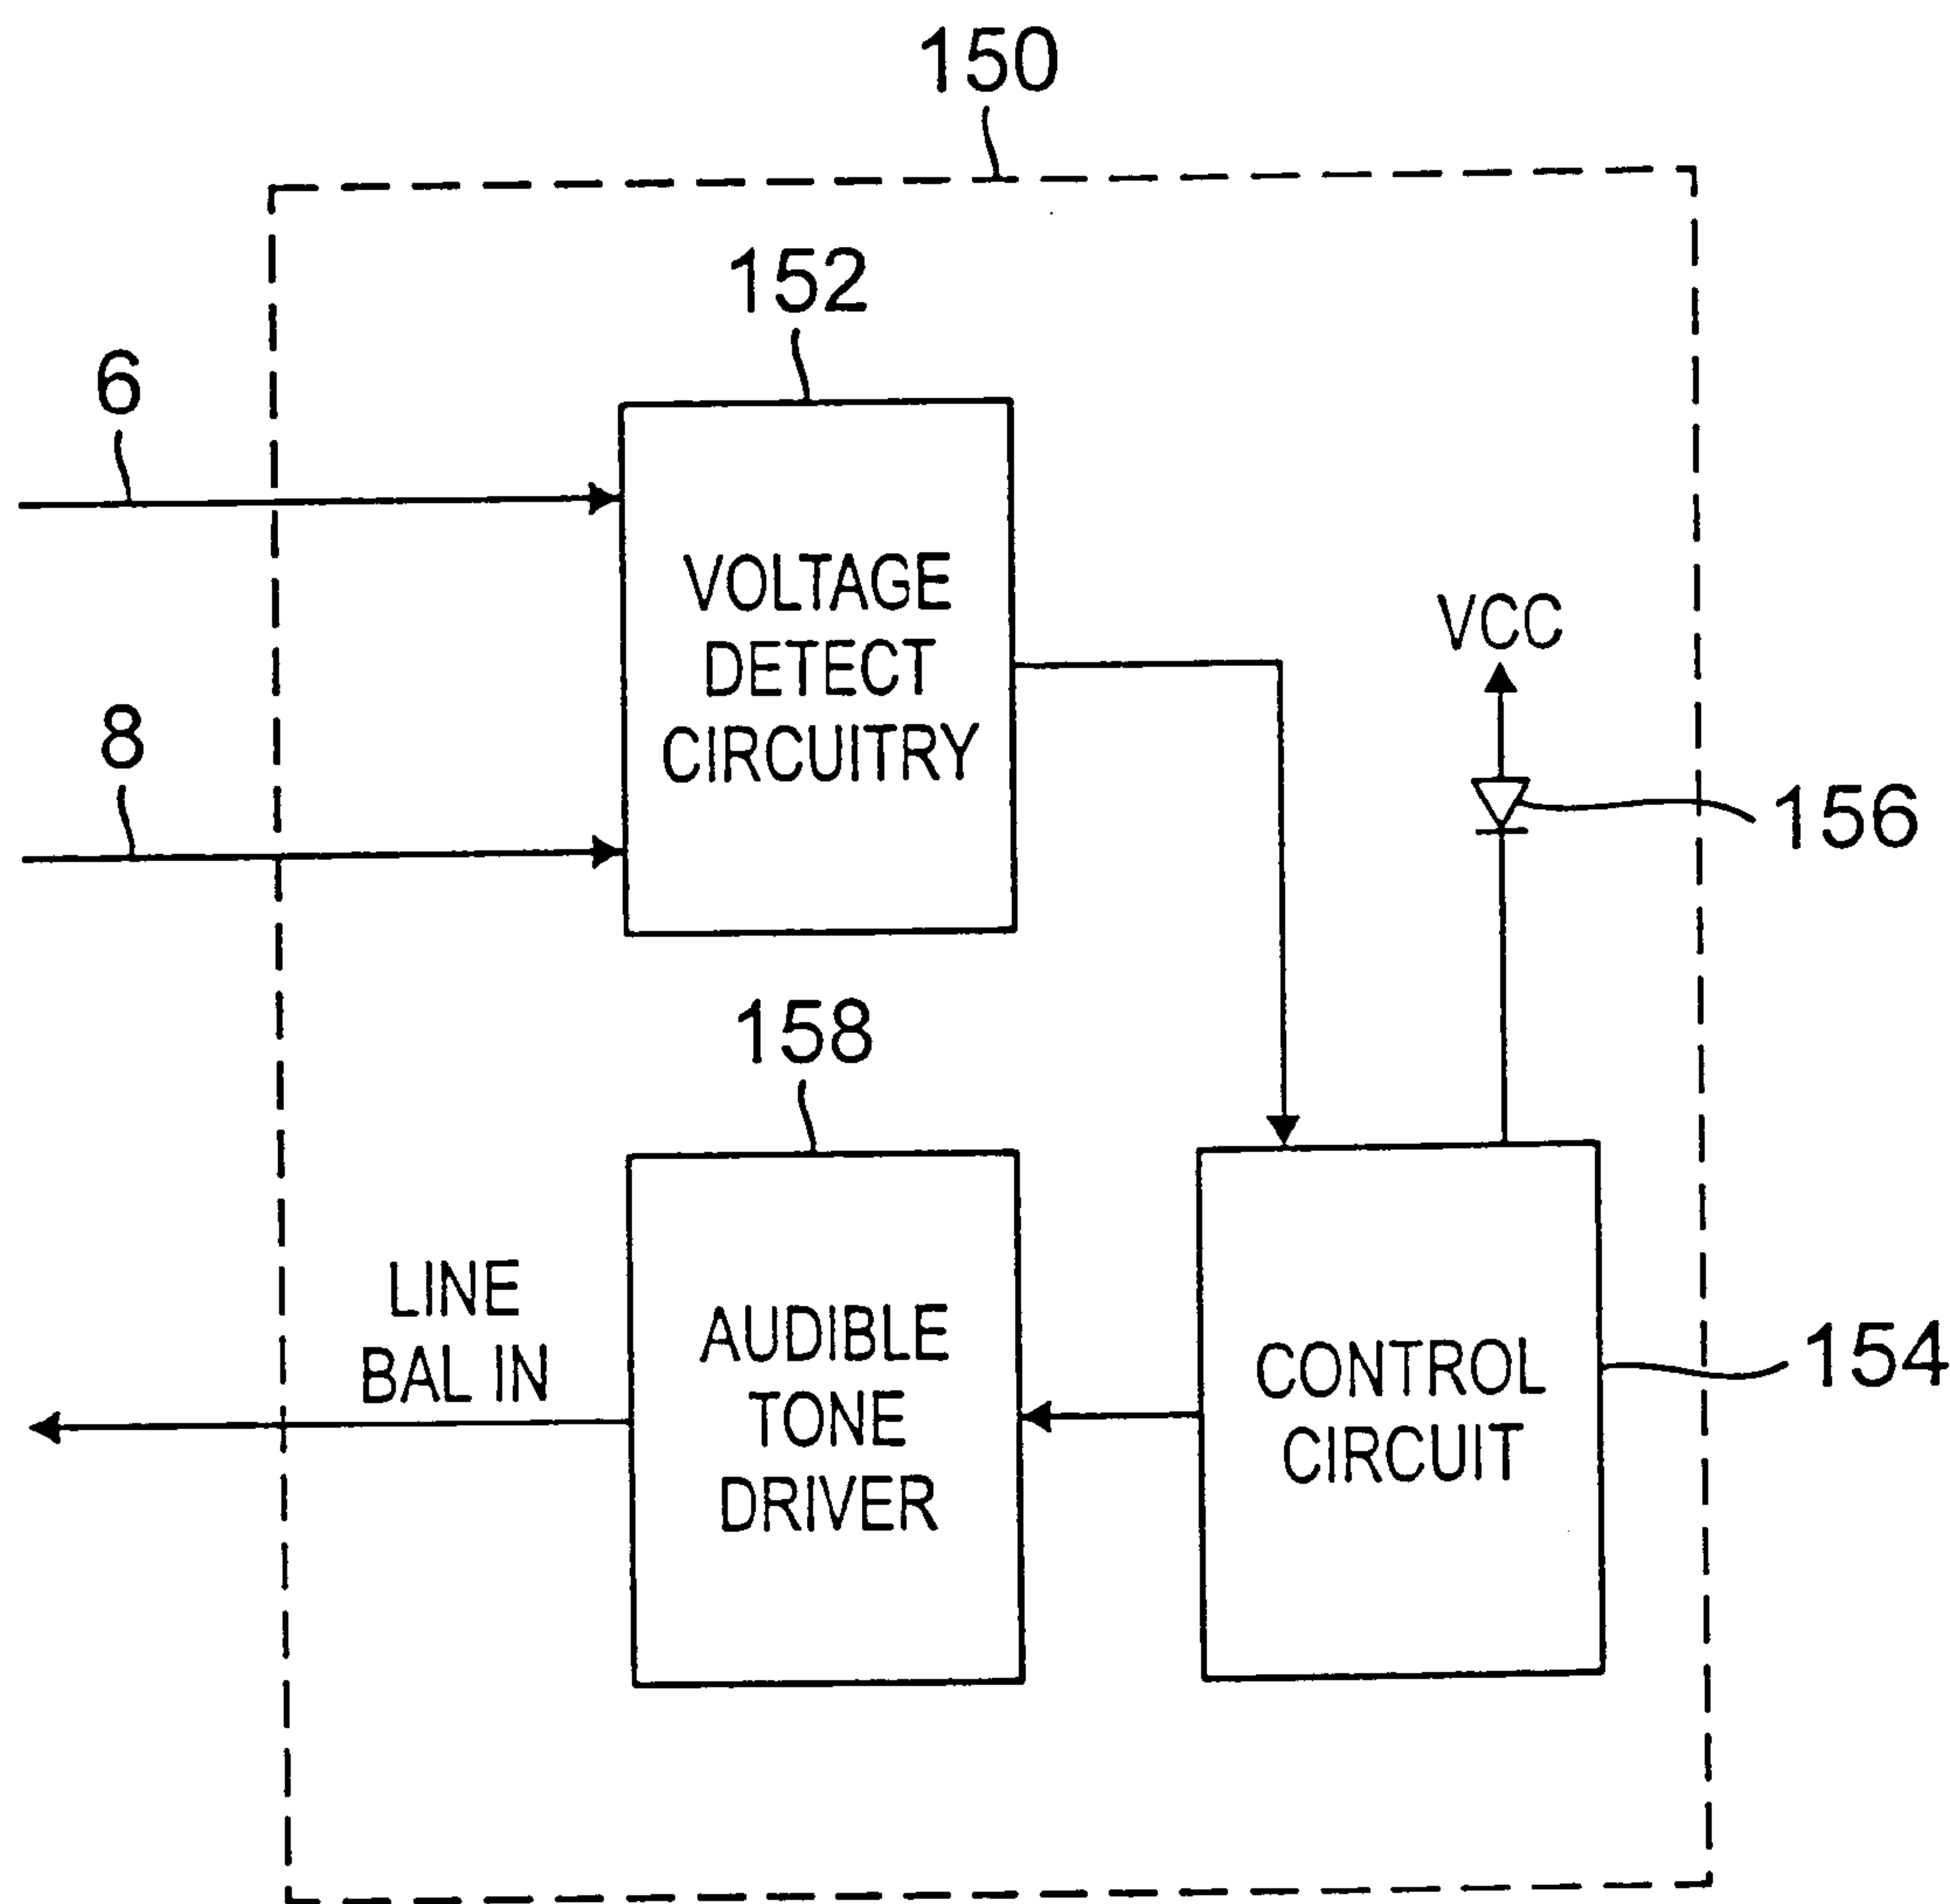 150
152
6
VOLTAGE
DETECT
CIRCUITRY
VCC
8
156
158
LINE
BAL IN
AUDIBLE
TONE
DRIVER
CONTROL
CIRCUIT
154